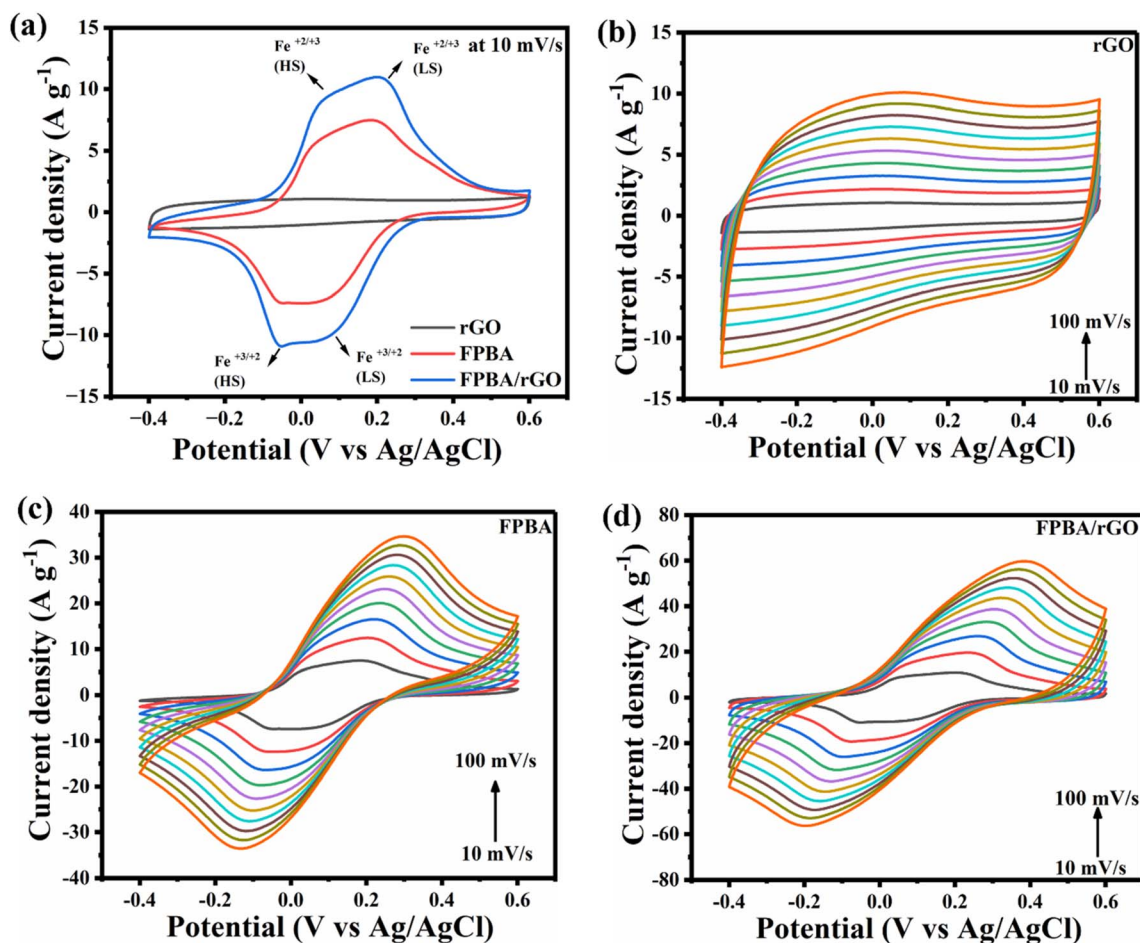 (a)
Fe +2/+3
(HS)
Fe +2/+3
(LS)
at 10 mV/s
Fe +3/+2
(HS)
Fe +3/+2
(LS)
rGO
FPBA
FPBA/rGO
15
10
5
0
−5
−10
−15
Current density (A g-1)
−0.4
−0.2
0.0
0.2
0.4
0.6
Potential (V vs Ag/AgCl)
(b)
rGO
100 mV/s
10 mV/s
15
10
5
0
-5
-10
-15
Current density (A g-1)
-0.4
-0.2
0.0
0.2
0.4
0.6
Potential (V vs Ag/AgCl)
(c)
FPBA
100 mV/s
10 mV/s
40
30
20
10
0
-10
-20
-30
-40
Current density (A g-1)
-0.4
-0.2
0.0
0.2
0.4
0.6
Potential (V vs Ag/AgCl)
(d)
FPBA/rGO
100 mV/s
10 mV/s
80
60
40
20
0
-20
-40
-60
-80
Current density (A g-1)
-0.4
-0.2
0.0
0.2
0.4
0.6
Potential (V vs Ag/AgCl)